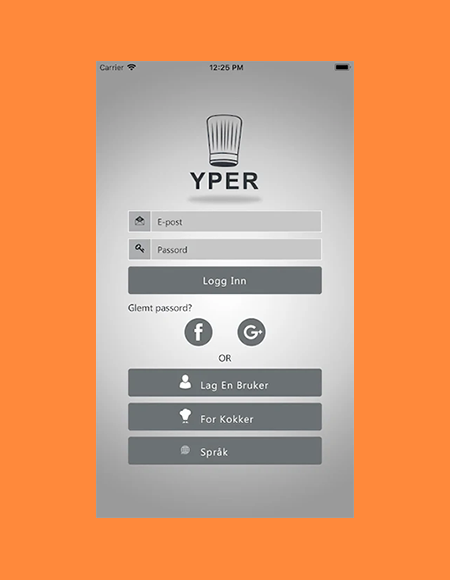 Carrier 12:25 PM
YPER
E-post
Passord
Logg Inn
Glemt passord?
f G+
OR
Lag En Bruker
For Kokker
Språk